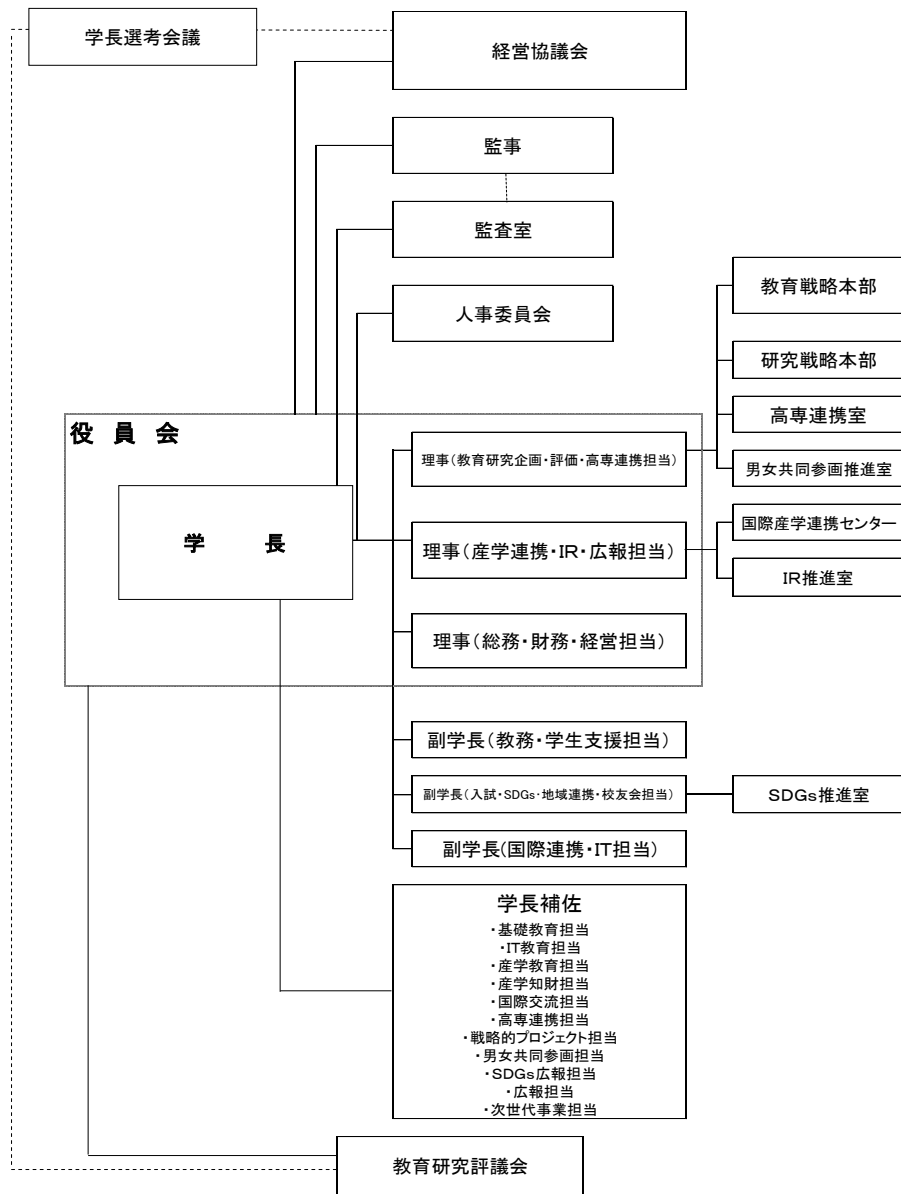 学長選考会議
経営協議会
監事
監査室
人事委員会
教育戦略本部
研究戦略本部
高専連携室
男女共同参画推進室
役員会
学長
理事(教育研究企画・評価・高専連携担当)
理事(産学連携・IR・広報担当)
国際産学連携センター
IR推進室
理事(総務・財務・経営担当)
副学長(教務・学生支援担当)
副学長(入試・SDGs・地域連携・校友会担当)
SDGs推進室
副学長(国際連携・IT担当)
学長補佐
・基礎教育担当
・IT教育担当
・産学教育担当
・産学知財担当
・国際交流担当
・高専連携担当
・戦略的プロジェクト担当
・男女共同参画担当
・SDGs広報担当
・広報担当
・次世代事業担当
教育研究評議会